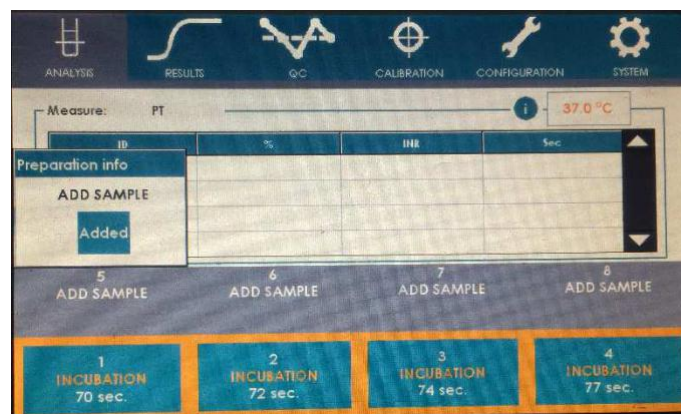 ANALYSIS RESULTS QC CALIBRATION CONFIGURATION SYSTEM
Measure: PT i 37.0 °C
ID % INR Sec
Preparation info
ADD SAMPLE
Added
5 6 7 8
ADD SAMPLE ADD SAMPLE ADD SAMPLE ADD SAMPLE
1 2 3 4
INCUBATION INCUBATION INCUBATION INCUBATION
70 sec. 72 sec. 74 sec. 77 sec.